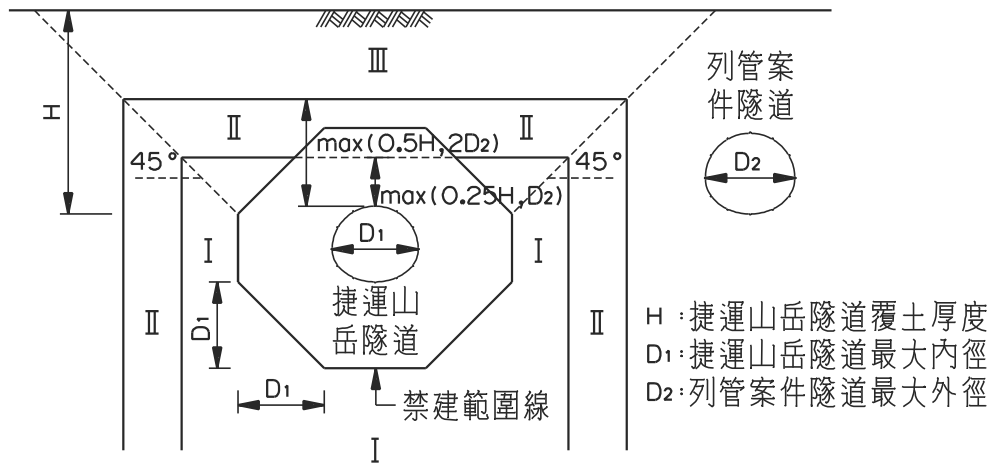 Ⅲ
列管案
件隧道
H
Ⅱ
Ⅱ
max(0.5H,2D2)
45°
45°
D2
max(0.25H,D2)
D1
Ⅰ
Ⅰ
捷運山
岳隧道
D1
Ⅱ
Ⅱ
H :捷運山岳隧道覆土厚度
D1:捷運山岳隧道最大內徑
D2:列管案件隧道最大外徑
D1
禁建範圍線
Ⅰ